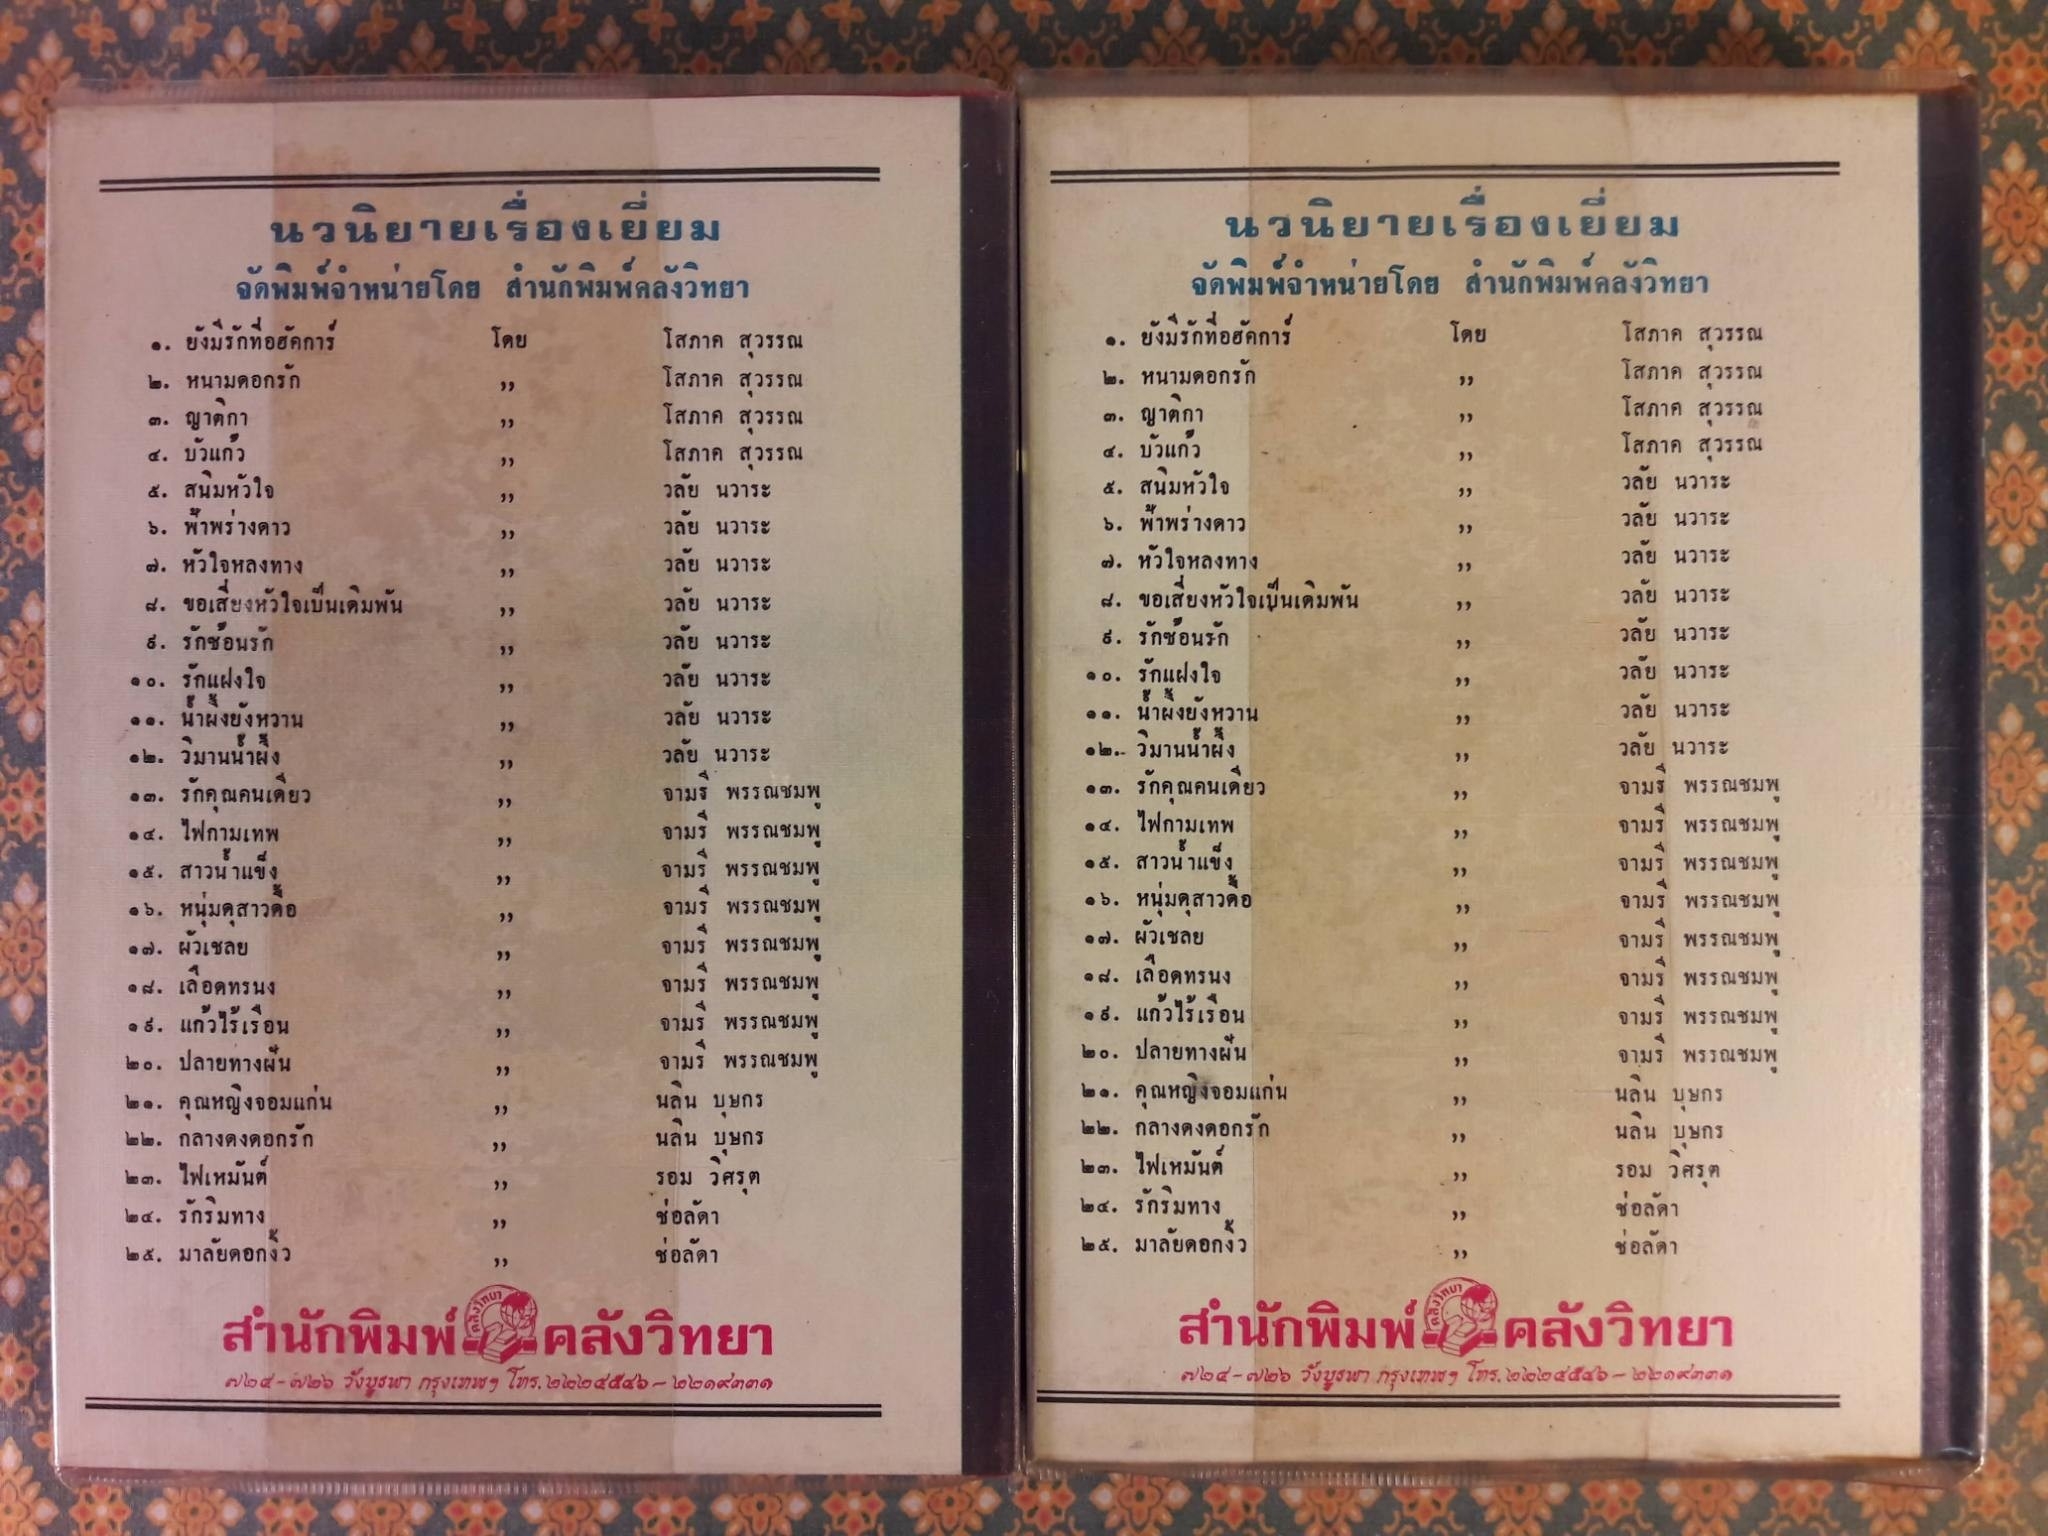 นวนิยายเรื่องเยี่ยม
จัดพิมพ์จำหน่ายโดย สำนักพิมพ์คลังวิทยา
๑. ยังมีรักที่อฮัคการ์ โดย โสภาค สุวรรณ
๒. หนามดอกรัก ,, โสภาค สุวรรณ
๓. ญาติกา ,, โสภาค สุวรรณ
๔. บัวแก้ว ,, โสภาค สุวรรณ
๕. สนิมหัวใจ ,, วลัย นวาระ
๖. ฟ้าพร่างดาว ,, วลัย นวาระ
๗. หัวใจหลงทาง ,, วลัย นวาระ
๘. ขอเสี่ยงหัวใจเป็นเดิมพัน ,, วลัย นวาระ
๙. รักซ้อนรัก ,, วลัย นวาระ
๑๐. รักแฝงใจ ,, วลัย นวาระ
๑๑. น้ำผึ้งยังหวาน ,, วลัย นวาระ
๑๒. วิมานน้ำผึ้ง ,, วลัย นวาระ
๑๓. รักคุณคนเดียว ,, จามรี พรรณชมพู
๑๔. ไฟกามเทพ ,, จามรี พรรณชมพู
๑๕. สาวน้ำแข็ง ,, จามรี พรรณชมพู
๑๖. หนุ่มดุสาวดื้อ ,, จามรี พรรณชมพู
๑๗. ผัวเชลย ,, จามรี พรรณชมพู
๑๘. เลือดทรนง ,, จามรี พรรณชมพู
๑๙. แก้วไร้เรือน ,, จามรี พรรณชมพู
๒๐. ปลายทางฝัน ,, จามรี พรรณชมพู
๒๑. คุณหญิงจอมแก่น ,, นลิน บุษกร
๒๒. กลางดงดอกรัก ,, นลิน บุษกร
๒๓. ไฟเหมันต์ ,, รอม วิศรุต
๒๔. รักริมทาง ,, ช่อลัดา
๒๕. มาลัยดอกงิ้ว ,, ช่อลัดา
สำนักพิมพ์ คลังวิทยา คลังวิทยา
๗๒๔-๗๒๖ วังบูรพา กรุงเทพฯ โทร. ๒๒๒๔๕๔๖ - ๒๒๑๙๓๓๑
นวนิยายเรื่องเยี่ยม
จัดพิมพ์จำหน่ายโดย สำนักพิมพ์คลังวิทยา
๑. ยังมีรักที่อฮัคการ์ โดย โสภาค สุวรรณ
๒. หนามดอกรัก ,, โสภาค สุวรรณ
๓. ญาติกา ,, โสภาค สุวรรณ
๔. บัวแก้ว ,, โสภาค สุวรรณ
๕. สนิมหัวใจ ,, วลัย นวาระ
๖. ฟ้าพร่างดาว ,, วลัย นวาระ
๗. หัวใจหลงทาง ,, วลัย นวาระ
๘. ขอเสี่ยงหัวใจเป็นเดิมพัน ,, วลัย นวาระ
๙. รักซ้อนรัก ,, วลัย นวาระ
๑๐. รักแฝงใจ ,, วลัย นวาระ
๑๑. น้ำผึ้งยังหวาน ,, วลัย นวาระ
๑๒. วิมานน้ำผึ้ง ,, วลัย นวาระ
๑๓. รักคุณคนเดียว ,, จามรี พรรณชมพู
๑๔. ไฟกามเทพ ,, จามรี พรรณชมพู
๑๕. สาวน้ำแข็ง ,, จามรี พรรณชมพู
๑๖. หนุ่มดุสาวดื้อ ,, จามรี พรรณชมพู
๑๗. ผัวเชลย ,, จามรี พรรณชมพู
๑๘. เลือดทรนง ,, จามรี พรรณชมพู
๑๙. แก้วไร้เรือน ,, จามรี พรรณชมพู
๒๐. ปลายทางฝัน ,, จามรี พรรณชมพู
๒๑. คุณหญิงจอมแก่น ,, นลิน บุษกร
๒๒. กลางดงดอกรัก ,, นลิน บุษกร
๒๓. ไฟเหมันต์ ,, รอม วิศรุต
๒๔. รักริมทาง ,, ช่อลัดา
๒๕. มาลัยดอกงิ้ว ,, ช่อลัดา
สำนักพิมพ์ คลังวิทยา คลังวิทยา
๗๒๔-๗๒๖ วังบูรพา กรุงเทพฯ โทร. ๒๒๒๔๕๔๖ - ๒๒๑๙๓๓๑